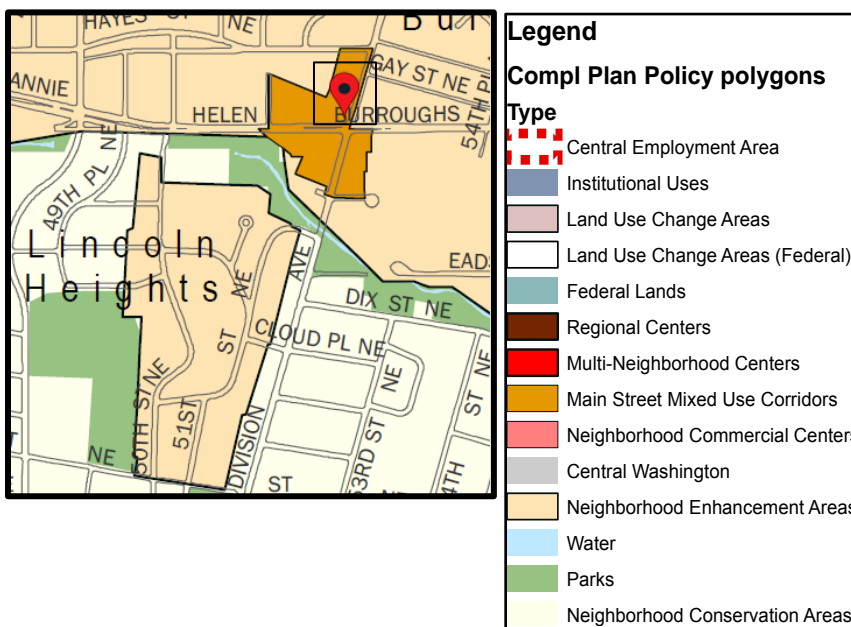 HAYES ST NE
Bur
ANNIE
GAY ST NE
54TH PL
HELEN BURROUGHS
49TH PL NE
Lincoln
Heights
EADS
AVE
NE
DIX ST NE
CLOUD PL NE
ST
NE
ST NE
50TH ST NE
51ST
DIVISION
53RD ST
NE
ST
4TH
Legend
Compl Plan Policy polygons
Type
Central Employment Area
Institutional Uses
Land Use Change Areas
Land Use Change Areas (Federal)
Federal Lands
Regional Centers
Multi-Neighborhood Centers
Main Street Mixed Use Corridors
Neighborhood Commercial Centers
Central Washington
Neighborhood Enhancement Areas
Water
Parks
Neighborhood Conservation Areas